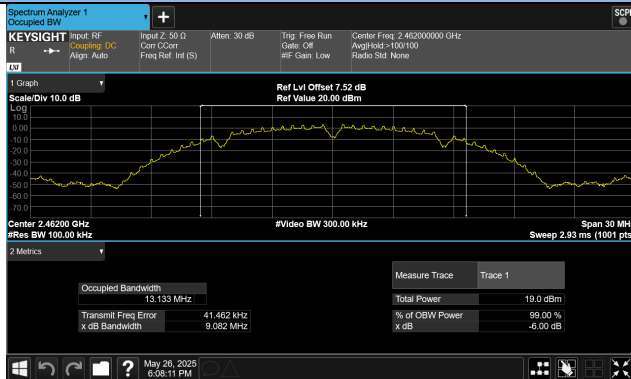 Spectrum Analyzer 1
Occupied BW
+
SCPI
KEYSIGHT
R
LXI
Input: RF
Coupling: DC
Align: Auto
Input Z: 50 Ω
Corr CCorr
Freq Ref: Int (S)
Atten: 30 dB
Trig: Free Run
Gate: Off
#IF Gain: Low
Center Freq: 2.462000000 GHz
Avg|Hold:>100/100
Radio Std: None
1 Graph
Scale/Div 10.0 dB
Ref Lvl Offset 7.52 dB
Ref Value 20.00 dBm
Log
10.0
0.00
-10.0
-20.0
-30.0
-40.0
-50.0
-60.0
-70.0
Center 2.46200 GHz
#Res BW 100.00 kHz
#Video BW 300.00 kHz
Span 30 MH
Sweep 2.93 ms (1001 pts
2 Metrics
Occupied Bandwidth
13.133 MHz
Transmit Freq Error 41.462 kHz
x dB Bandwidth 9.082 MHz
Measure Trace Trace 1
Total Power 19.0 dBm
% of OBW Power 99.00 %
x dB -6.00 dB
?
May 26, 2025
6:08:11 PM